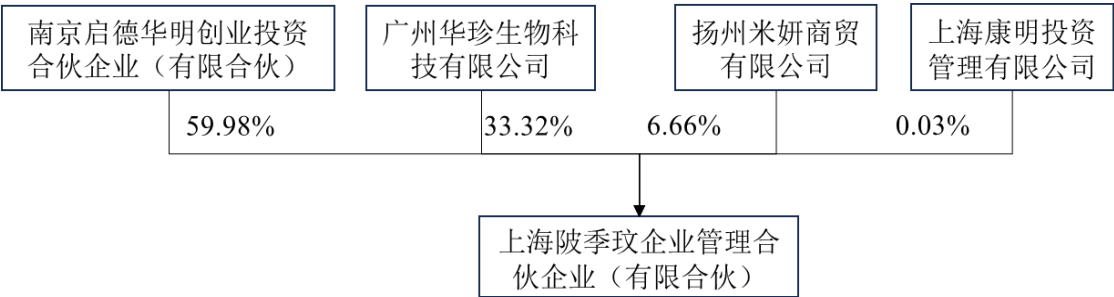 南京启德华明创业投资
合伙企业（有限合伙）
广州华珍生物科
技有限公司
扬州米妍商贸
有限公司
上海康明投资
管理有限公司
59.98%
33.32%
6.66%
0.03%
上海陂季玟企业管理合
伙企业（有限合伙）